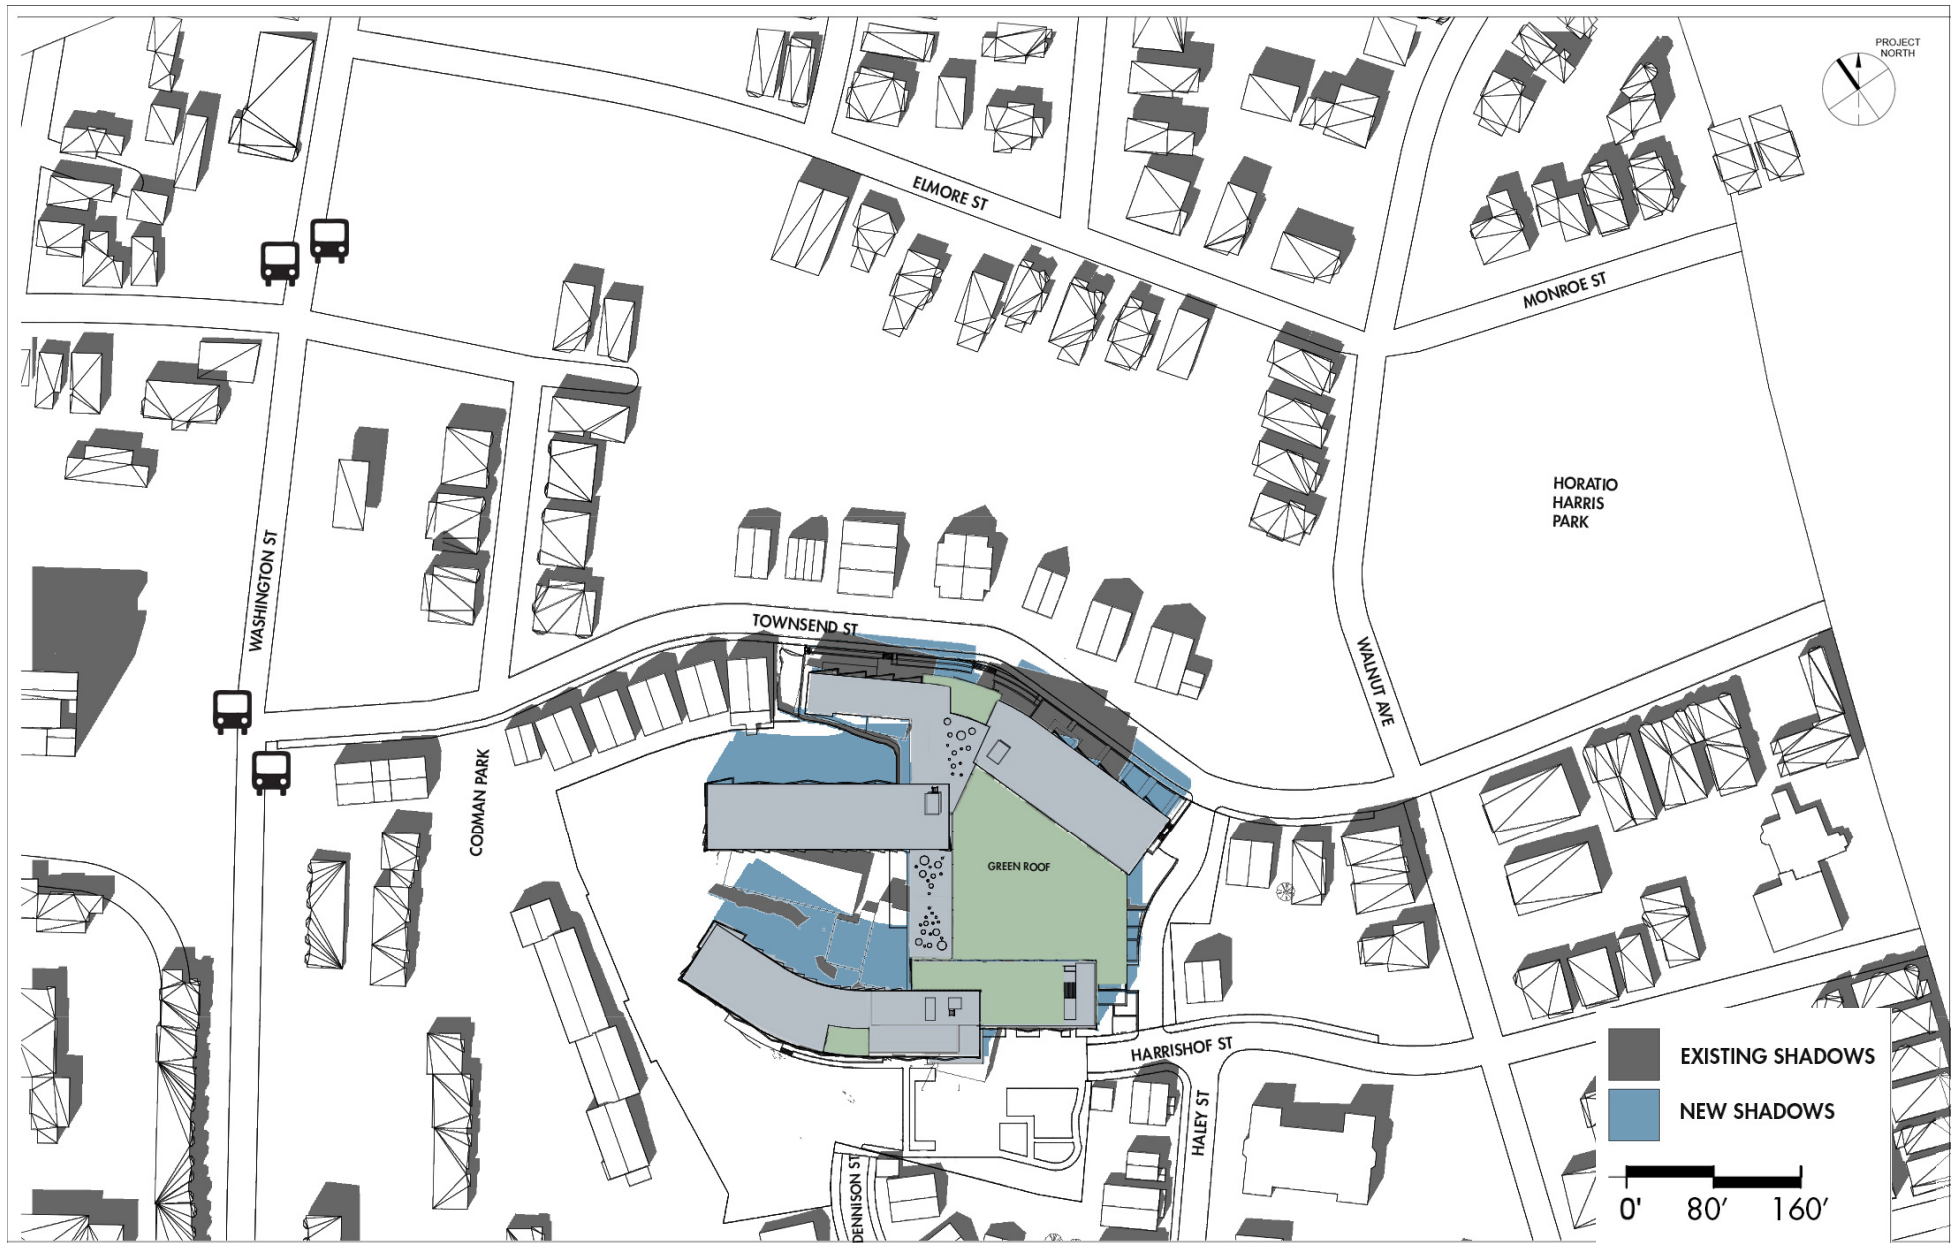 PROJECT
NORTH
ELMORE ST
MONROE ST
HORATIO
HARRIS
PARK
WASHINGTON ST
TOWNSEND ST
WALNUT AVE
CODMAN PARK
GREEN ROOF
HARRISHOF ST
HALEY ST
DENNISON ST
EXISTING SHADOWS
NEW SHADOWS
0' 80' 160'